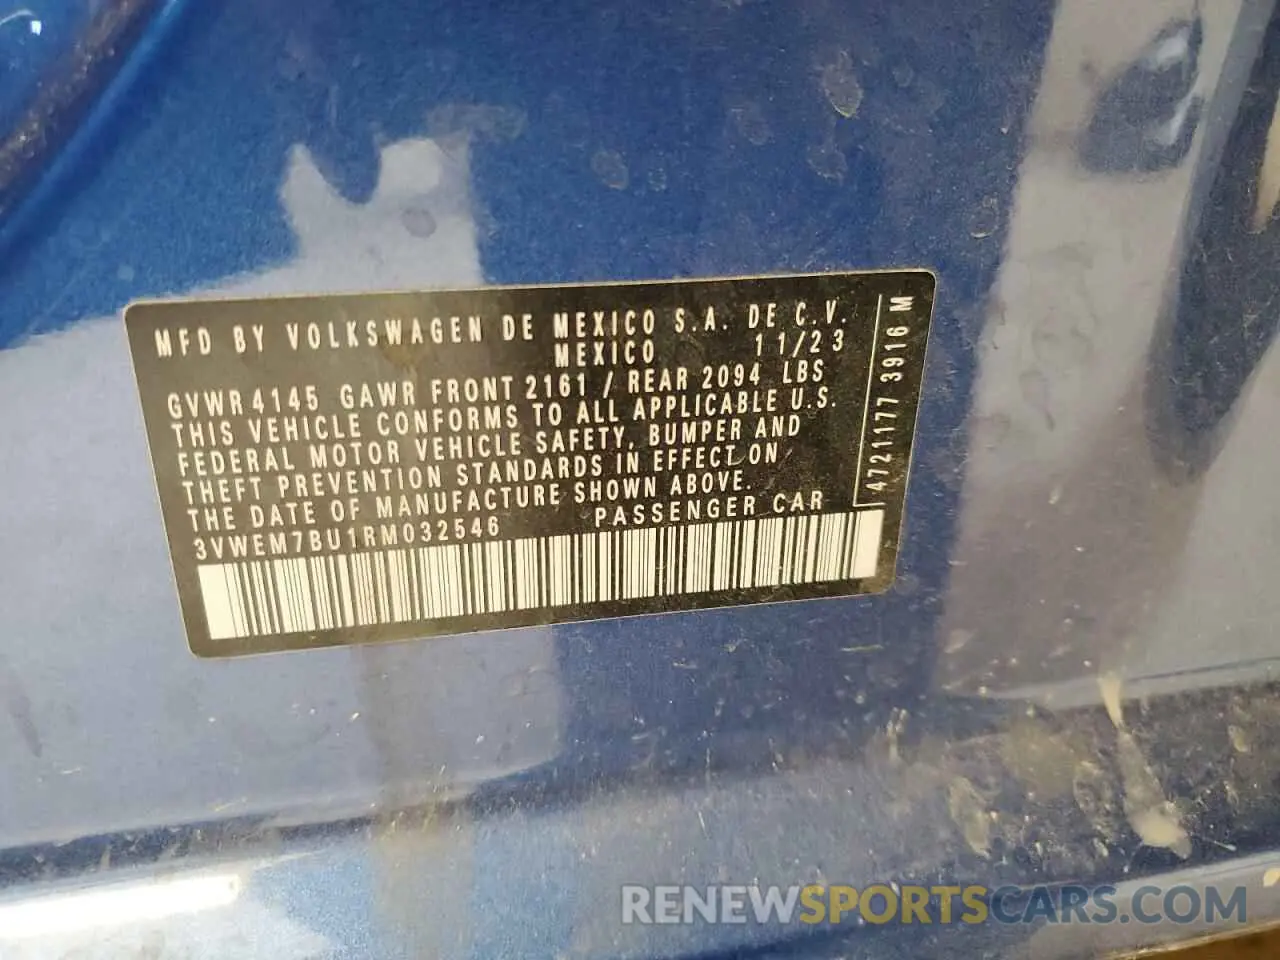 MFD BY VOLKSWAGEN DE MEXICO S.A. DE C.V.
MEXICO 11/23
GVWR 4145 GAWR FRONT 2161 / REAR 2094 LBS
THIS VEHICLE CONFORMS TO ALL APPLICABLE U.S.
FEDERAL MOTOR VEHICLE SAFETY, BUMPER AND
THEFT PREVENTION STANDARDS IN EFFECT ON
THE DATE OF MANUFACTURE SHOWN ABOVE.
3VWEM7BU1RM032546 PASSENGER CAR
4721177 3916 M
RENEWSPORTSCARS.COM